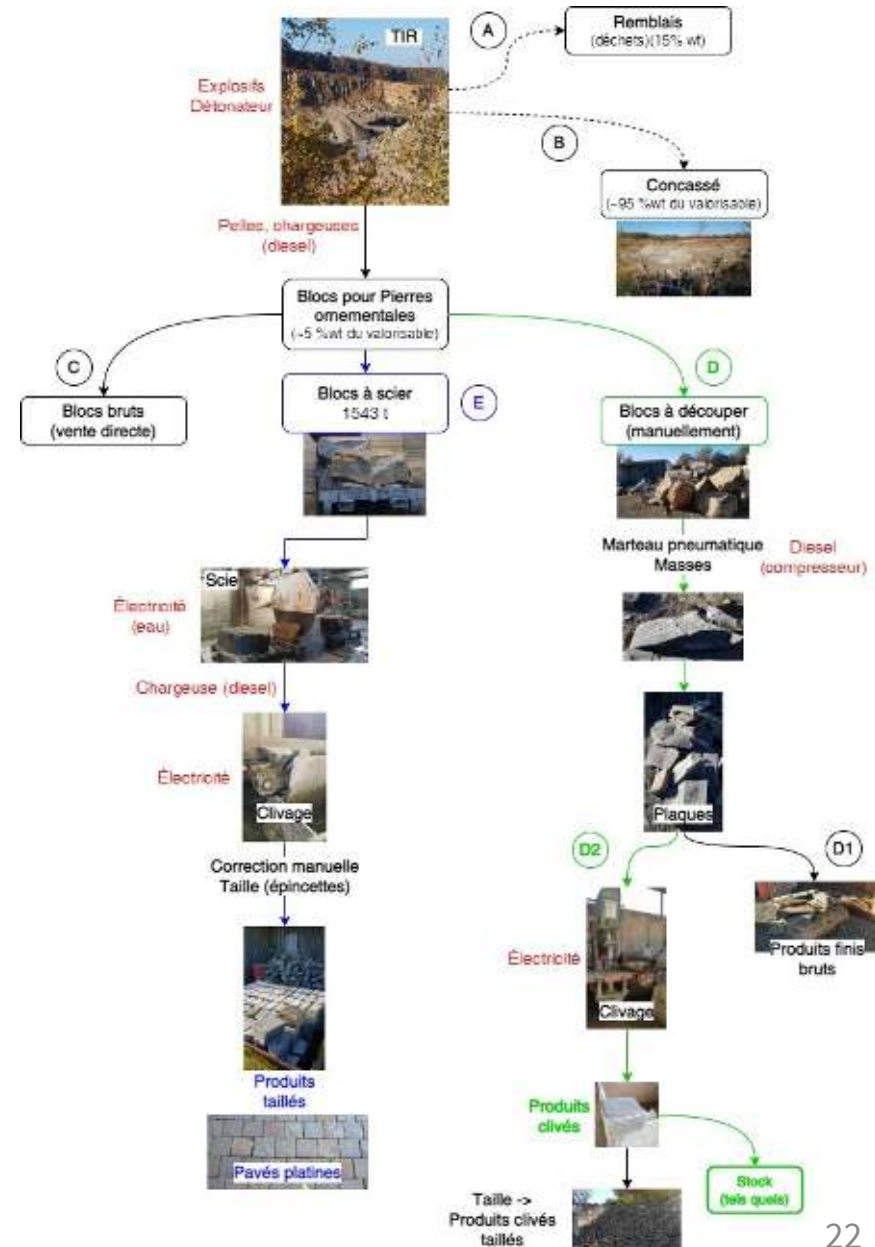 TIR
A
Remblais
(déchets)(15% wt)
Explosifs
Détonateur
B
Concassé
(~95 %wt du valorisable)
Pelles, chargeuses
(diesel)
Blocs pour Pierres
ornementales
(~5 %wt du valorisable)
C
Blocs bruts
(vente directe)
Blocs à scier
1543 t
E
D
Blocs à découper
(manuellement)
Marteau pneumatique
Masses
Diesel
(compresseur)
Scie
Électricité
(eau)
Chargeuse (diesel)
Électricité
Clivage
Plaques
Correction manuelle
Taille (épincettes)
D2
D1
Produits finis
bruts
Électricité
Clivage
Produits
taillés
Pavés platines
Produits
clivés
Stock
(tels quels)
Taille ->
Produits clivés
taillés
22